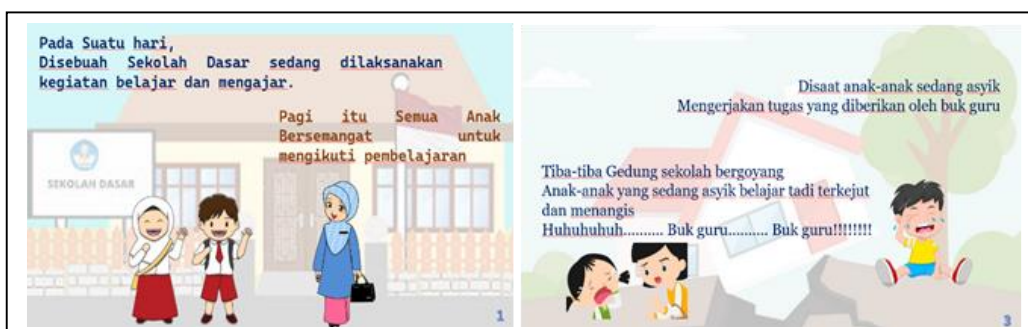 Pada Suatu hari,
Disebuah Sekolah Dasar sedang dilaksanakan
kegiatan belajar dan mengajar.
Pagi itu Semua Anak
Bersemangat untuk
mengikuti pembelajaran
SEKOLAH DASAR
1
Disaat anak-anak sedang asyik
Mengerjakan tugas yang diberikan oleh buk guru
Tiba-tiba Gedung sekolah bergoyang
Anak-anak yang sedang asyik belajar tadi terkejut
dan menangis
Huhuhuhuh.......... Buk guru.......... Buk guru!!!!!!!!
3